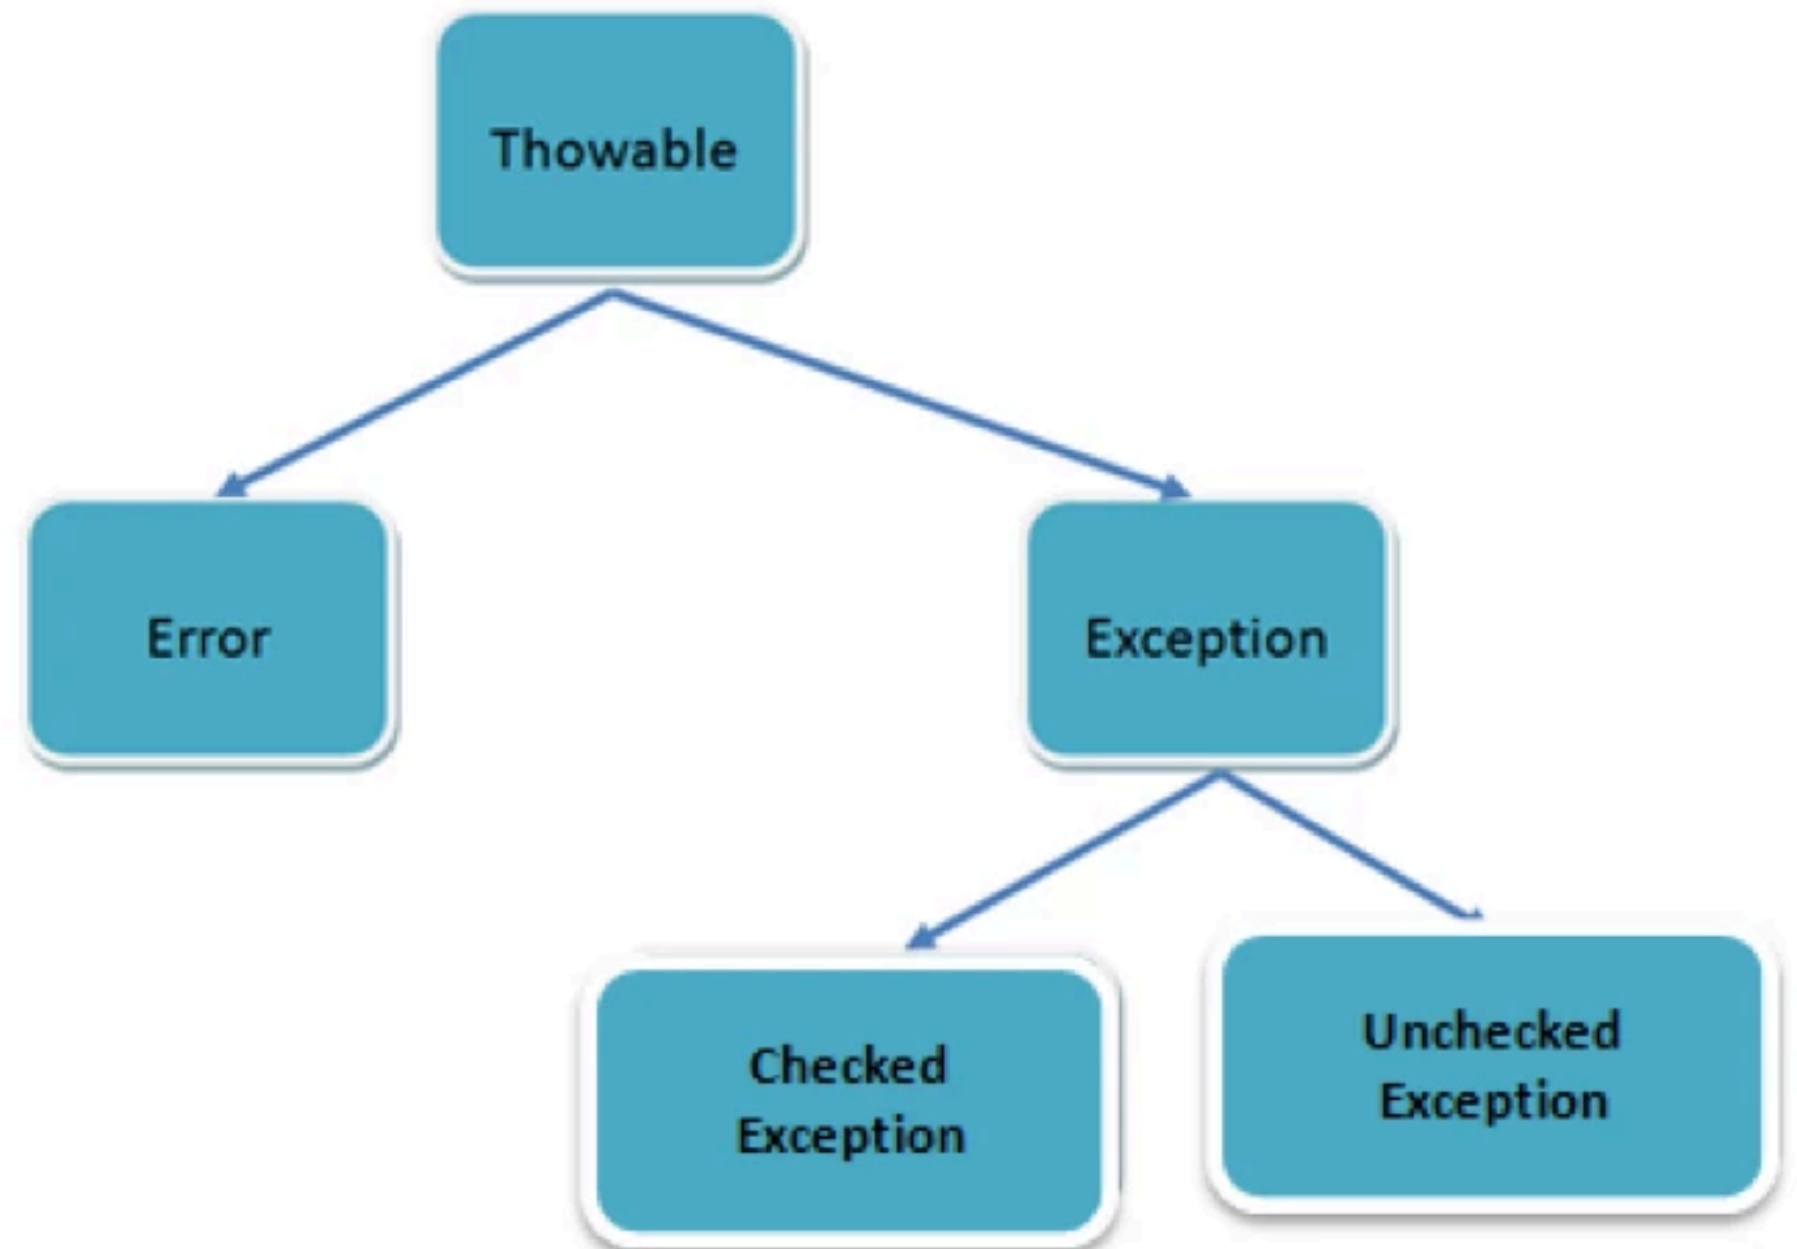 Thowable
Error
Exception
Checked
Exception
Unchecked
Exception